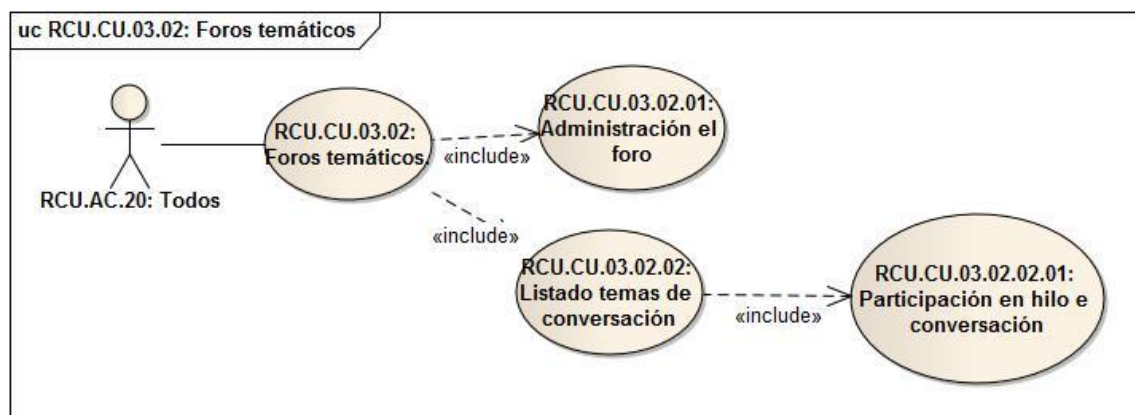 uc RCU.CU.03.02: Foros temáticos
RCU.AC.20: Todos
RCU.CU.03.02:
Foros temáticos.
«include»
RCU.CU.03.02.01:
Administración el
foro
«include»
RCU.CU.03.02.02:
Listado temas de
conversación
«include»
RCU.CU.03.02.02.01:
Participación en hilo e
conversación